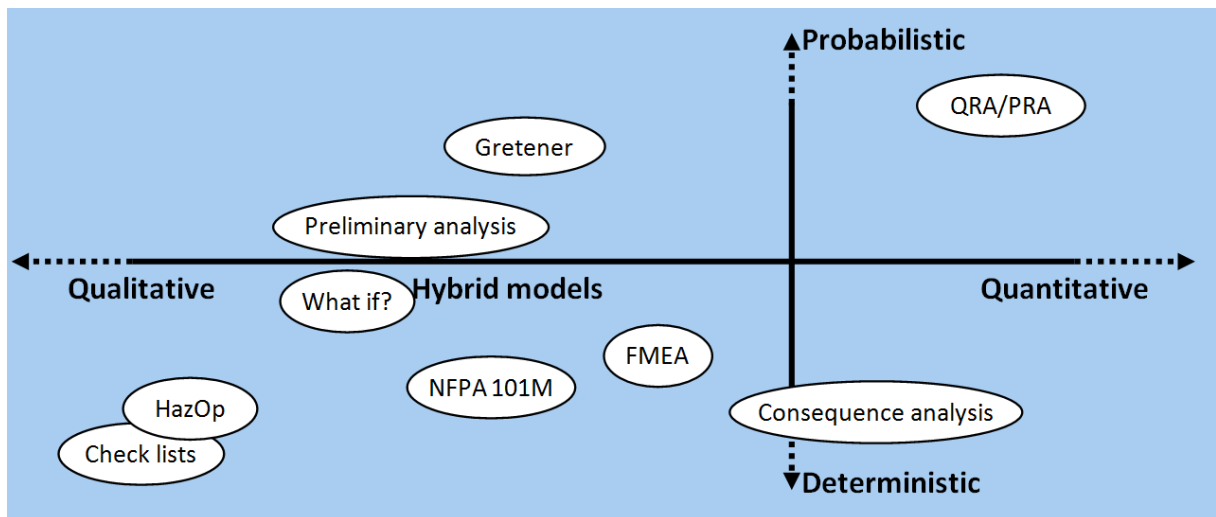 Probabilistic
QRA/PRA
Gretener
Preliminary analysis
Qualitative
Hybrid models
Quantitative
What if?
FMEA
NFPA 101M
HazOp
Consequence analysis
Check lists
Deterministic